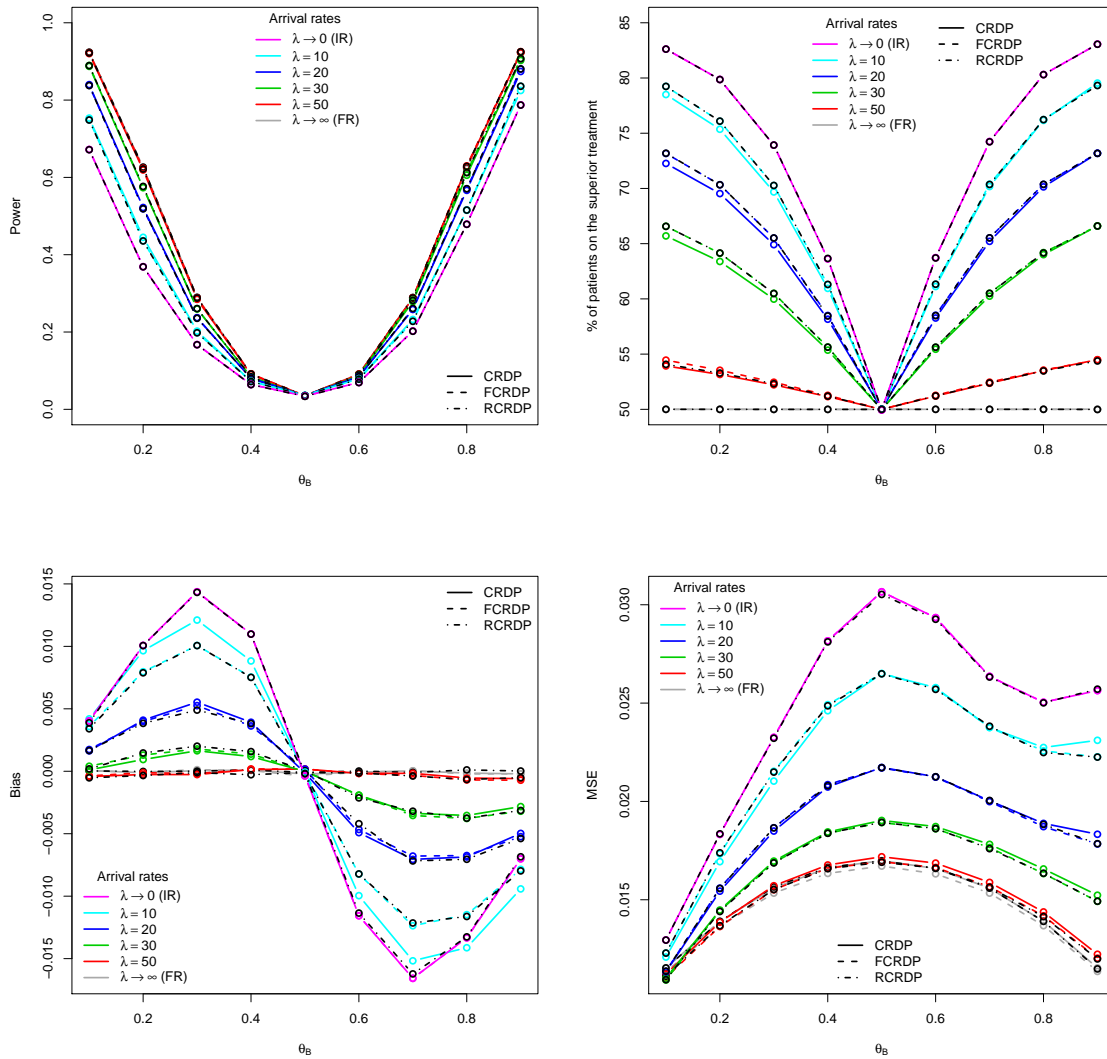 Arrival rates
λ → 0 (IR)
λ = 10
λ = 20
λ = 30
λ = 50
λ → ∞ (FR)
CRDP
FCRDP
RCRDP
Power
0.0
0.2
0.4
0.6
0.8
1.0
0.2
0.4
0.6
0.8
θB
Arrival rates
λ → 0 (IR)
λ = 10
λ = 20
λ = 30
λ = 50
λ → ∞ (FR)
CRDP
FCRDP
RCRDP
% of patients on the superior treatment
50
55
60
65
70
75
80
85
0.2
0.4
0.6
0.8
θB
CRDP
FCRDP
RCRDP
Arrival rates
λ → 0 (IR)
λ = 10
λ = 20
λ = 30
λ = 50
λ → ∞ (FR)
Bias
-0.015
-0.010
-0.005
0.000
0.005
0.010
0.015
0.2
0.4
0.6
0.8
θB
Arrival rates
λ → 0 (IR)
λ = 10
λ = 20
λ = 30
λ = 50
λ → ∞ (FR)
CRDP
FCRDP
RCRDP
MSE
0.015
0.020
0.025
0.030
0.2
0.4
0.6
0.8
θB